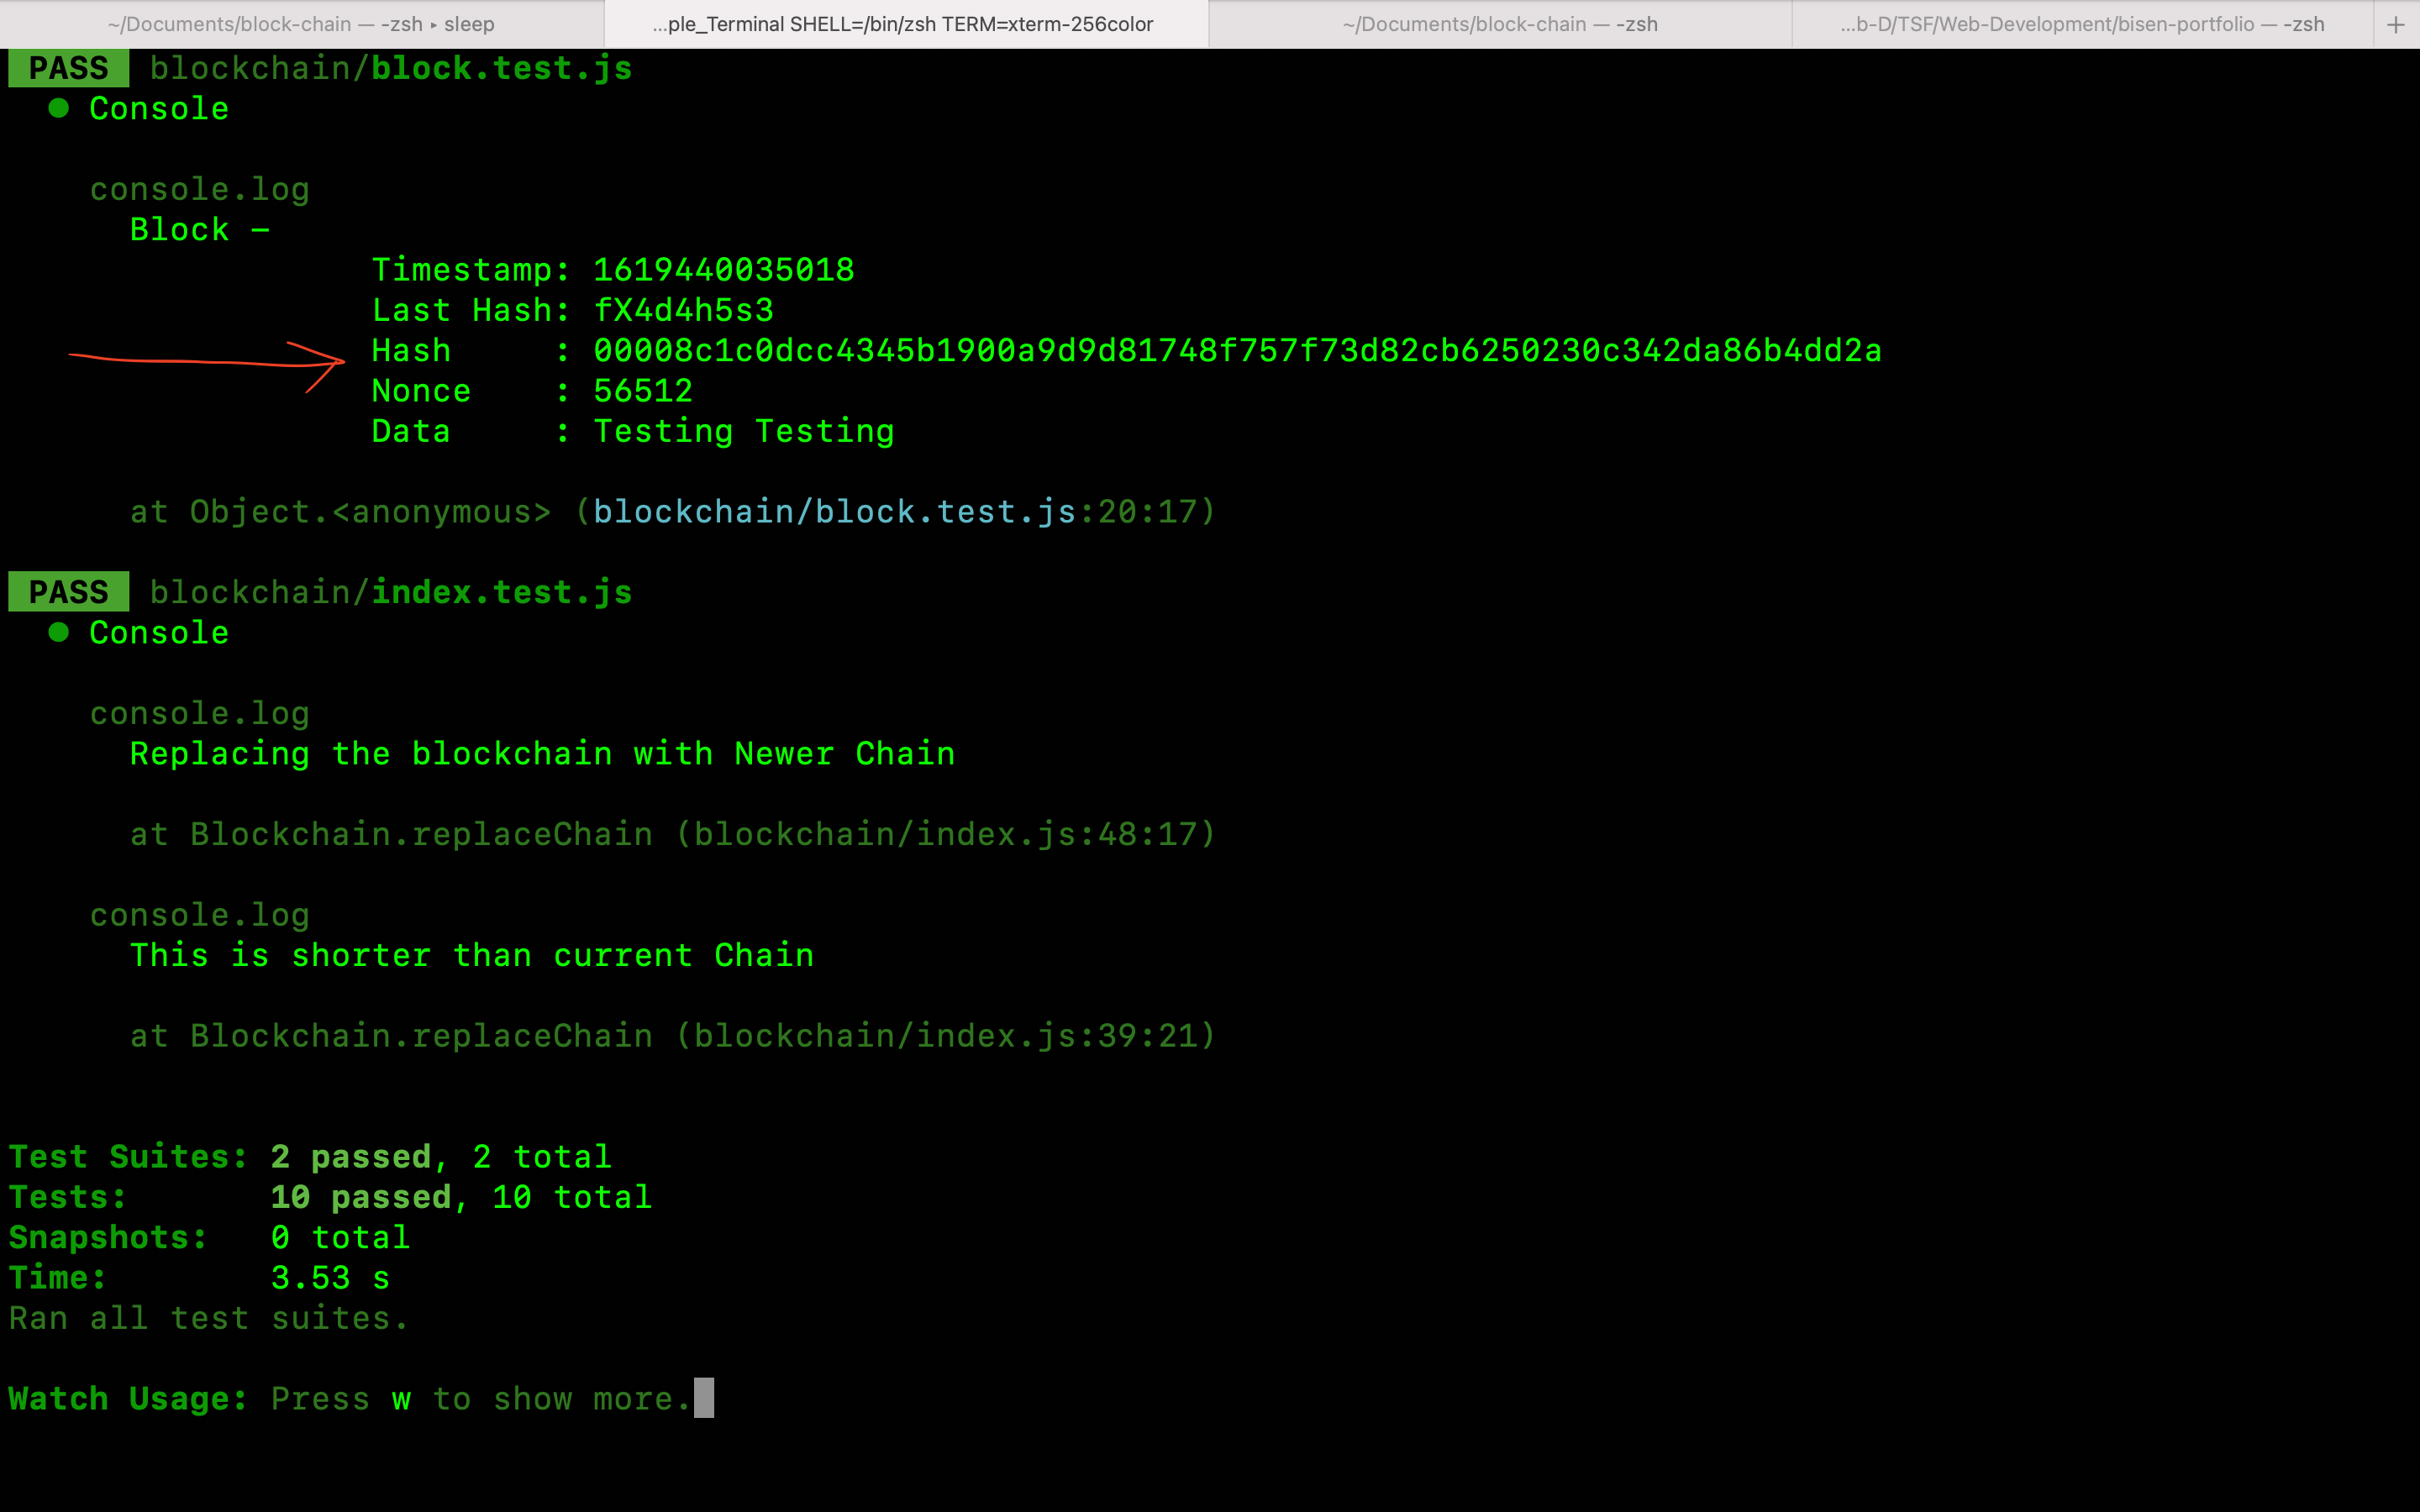 ~/Documents/block-chain — -zsh ▸ sleep
...ple_Terminal SHELL=/bin/zsh TERM=xterm-256color
~/Documents/block-chain — -zsh
...b-D/TSF/Web-Development/bisen-portfolio — -zsh
+
PASS blockchain/block.test.js
● Console
console.log
Block –
Timestamp: 1619440035018
Last Hash: fX4d4h5s3
Hash : 00008c1c0dcc4345b1900a9d9d81748f757f73d82cb6250230c342da86b4dd2a
Nonce : 56512
Data : Testing Testing
at Object.<anonymous> (blockchain/block.test.js:20:17)
PASS blockchain/index.test.js
● Console
console.log
Replacing the blockchain with Newer Chain
at Blockchain.replaceChain (blockchain/index.js:48:17)
console.log
This is shorter than current Chain
at Blockchain.replaceChain (blockchain/index.js:39:21)
Test Suites: 2 passed, 2 total
Tests: 10 passed, 10 total
Snapshots: 0 total
Time: 3.53 s
Ran all test suites.
Watch Usage: Press w to show more.